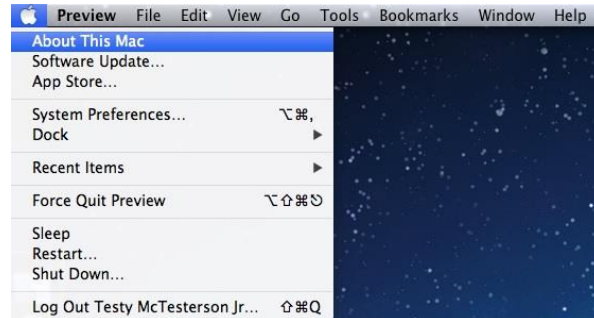 Preview File Edit View Go Tools Bookmarks Window Help
About This Mac
Software Update...
App Store...
System Preferences... ⌥⌘,
Dock ▶
Recent Items ▶
Force Quit Preview ⌥⇧⌘⎋
Sleep
Restart...
Shut Down...
Log Out Testy McTesterson Jr... ⇧⌘Q